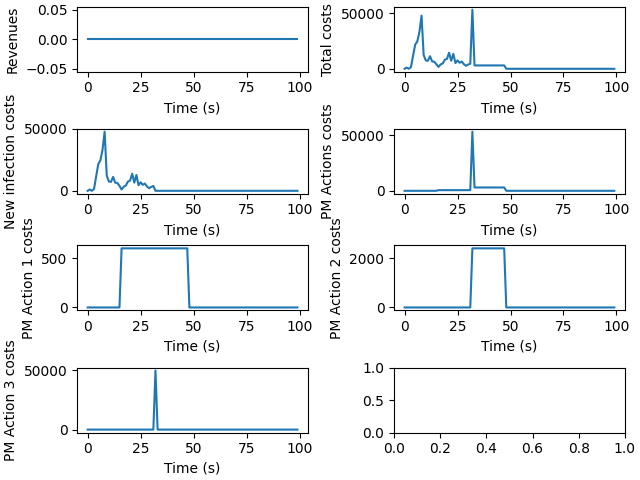 Revenues
0.05
0.00
−0.05
0 25 50 75 100
Time (s)
Total costs
50000
0
0 25 50 75 100
Time (s)
New infection costs
50000
0
0 25 50 75 100
Time (s)
PM Actions costs
50000
0
0 25 50 75 100
Time (s)
PM Action 1 costs
500
0
0 25 50 75 100
Time (s)
PM Action 2 costs
2000
0
0 25 50 75 100
Time (s)
PM Action 3 costs
50000
0
0 25 50 75 100
Time (s)
1.0
0.5
0.0
0.0 0.2 0.4 0.6 0.8 1.0